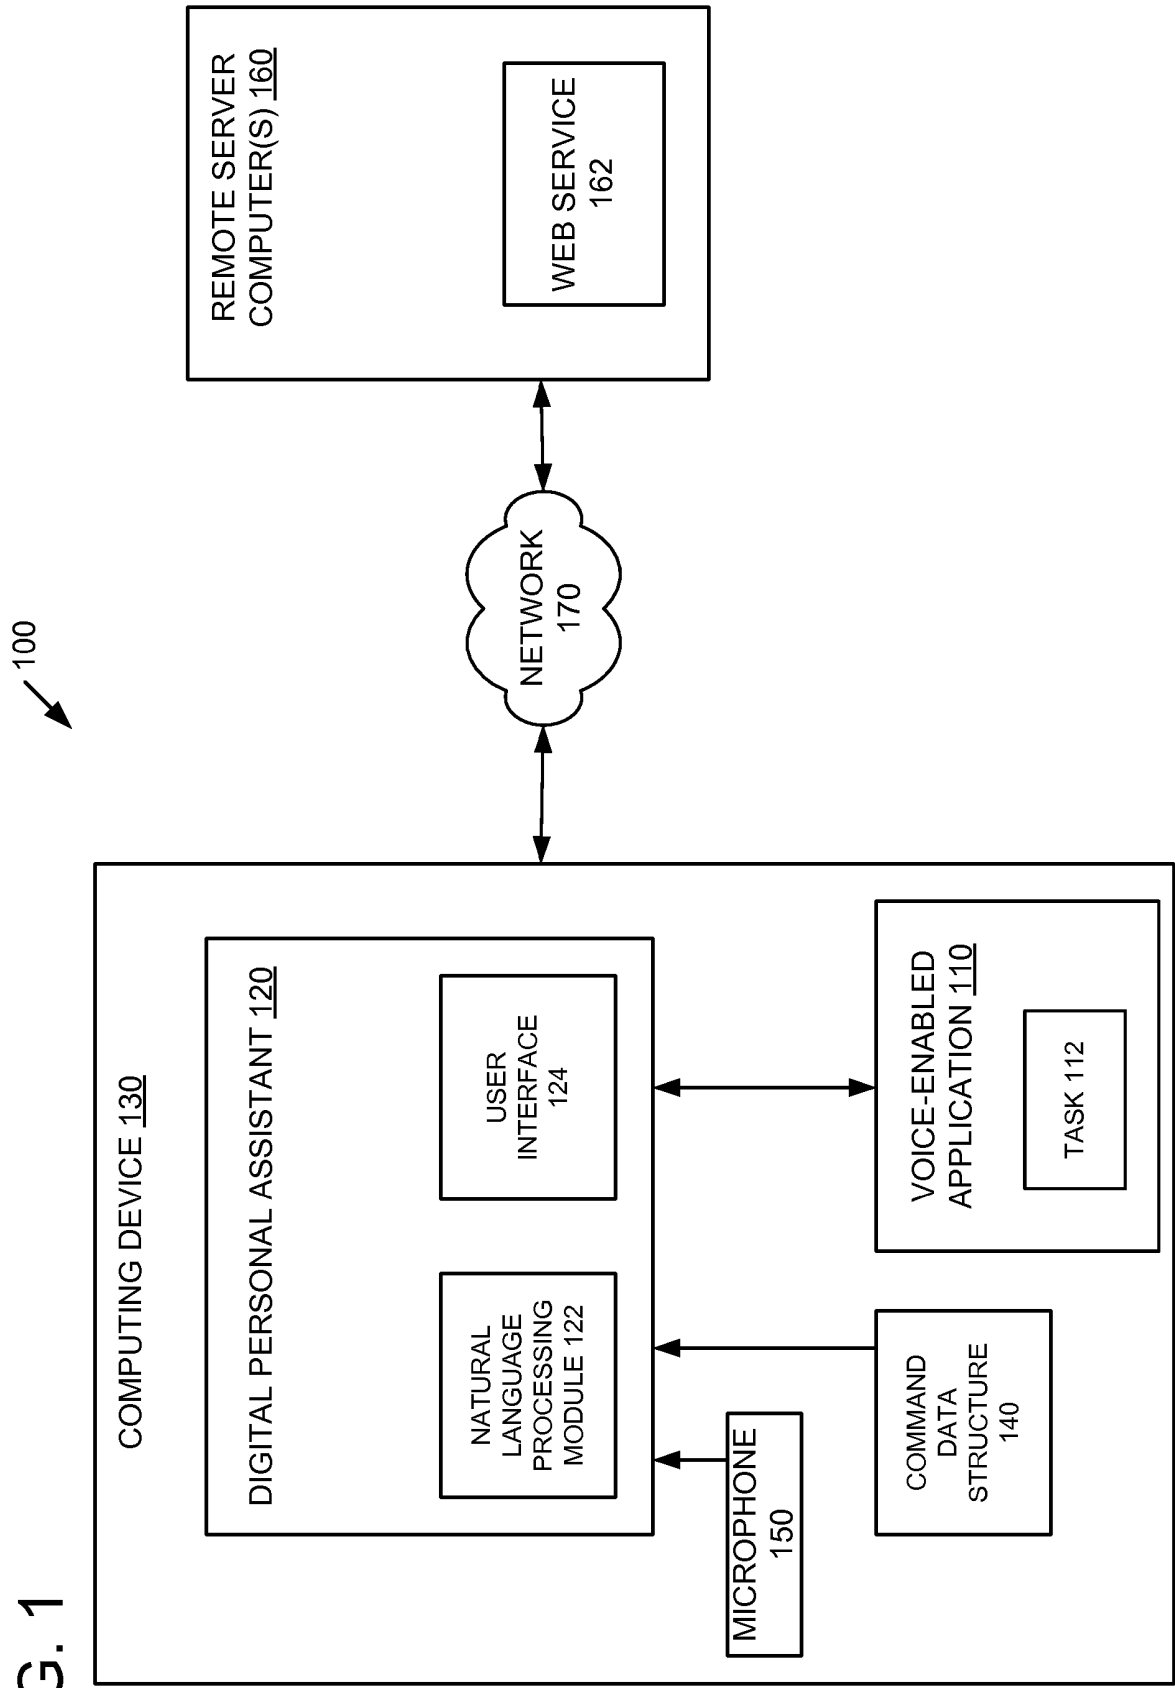 G. 1
100
COMPUTING DEVICE 130
DIGITAL PERSONAL ASSISTANT 120
NATURAL
LANGUAGE
PROCESSING
MODULE 122
USER
INTERFACE
124
MICROPHONE
150
COMMAND
DATA
STRUCTURE
140
VOICE-ENABLED
APPLICATION 110
TASK 112
NETWORK
170
REMOTE SERVER
COMPUTER(S) 160
WEB SERVICE
162